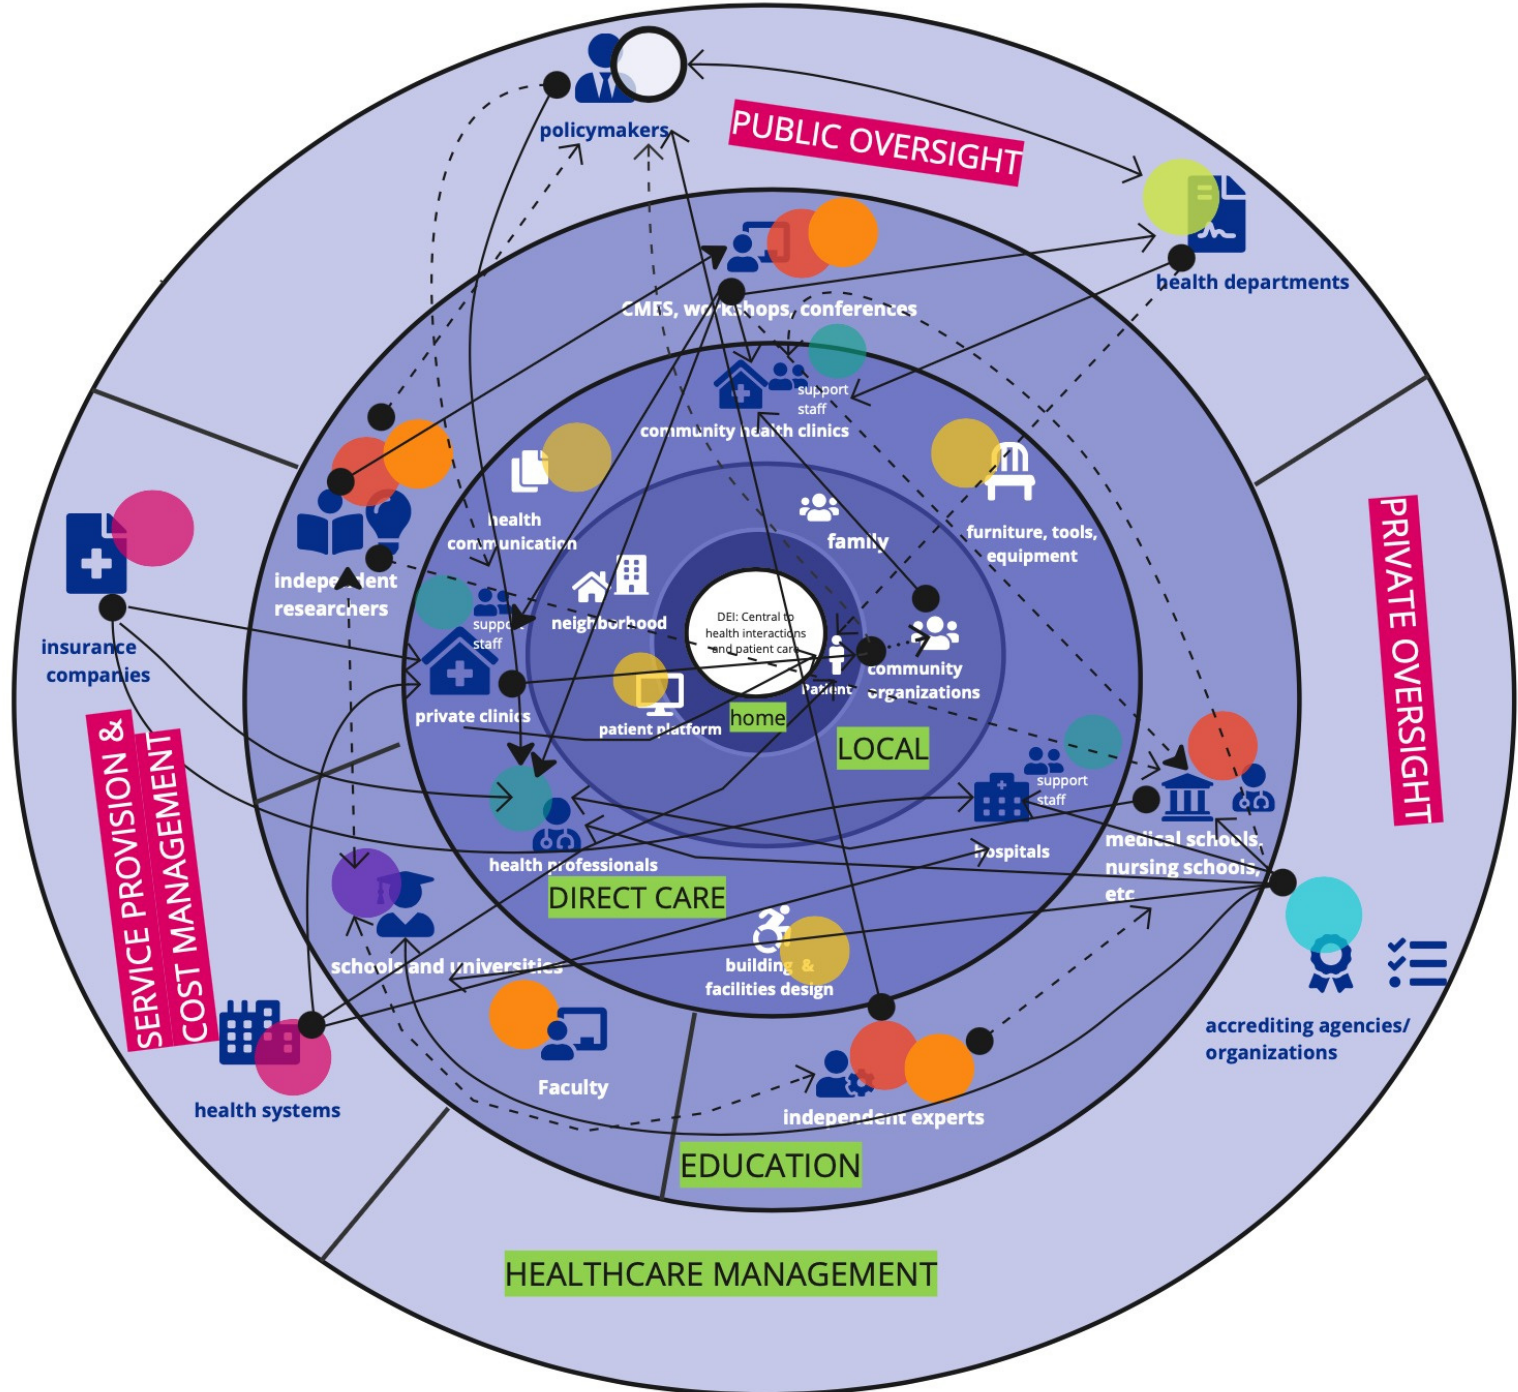 policymakers
PUBLIC OVERSIGHT
health departments
CMES, workshops, conferences
support
staff
community health clinics
health
communication
family
furniture, tools,
equipment
independent
researchers
insurance
companies
support
staff
neighborhood
DEI: Central to
health interactions
and patient care
Patient
community
organizations
private clinics
patient platform
home
LOCAL
PRIVATE OVERSIGHT
SERVICE PROVISION &
COST MANAGEMENT
support
staff
hospitals
medical schools,
nursing schools,
etc
health professionals
DIRECT CARE
building &
facilities design
schools and universities
Faculty
accrediting agencies/
organizations
health systems
independent experts
EDUCATION
HEALTHCARE MANAGEMENT